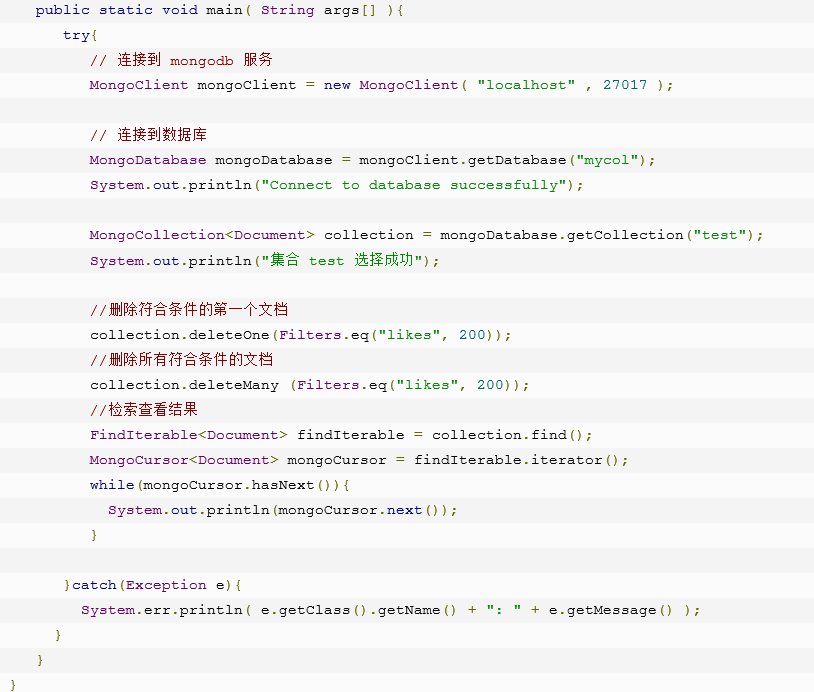 public static void main( String args[] ){
try{
// 连接到 mongodb 服务
MongoClient mongoClient = new MongoClient( "localhost" , 27017 );
// 连接到数据库
MongoDatabase mongoDatabase = mongoClient.getDatabase("mycol");
System.out.println("Connect to database successfully");
MongoCollection<Document> collection = mongoDatabase.getCollection("test");
System.out.println("集合 test 选择成功");
//删除符合条件的第一个文档
collection.deleteOne(Filters.eq("likes", 200));
//删除所有符合条件的文档
collection.deleteMany (Filters.eq("likes", 200));
//检索查看结果
FindIterable<Document> findIterable = collection.find();
MongoCursor<Document> mongoCursor = findIterable.iterator();
while(mongoCursor.hasNext()){
System.out.println(mongoCursor.next());
}
}catch(Exception e){
System.err.println( e.getClass().getName() + ": " + e.getMessage() );
}
}
}